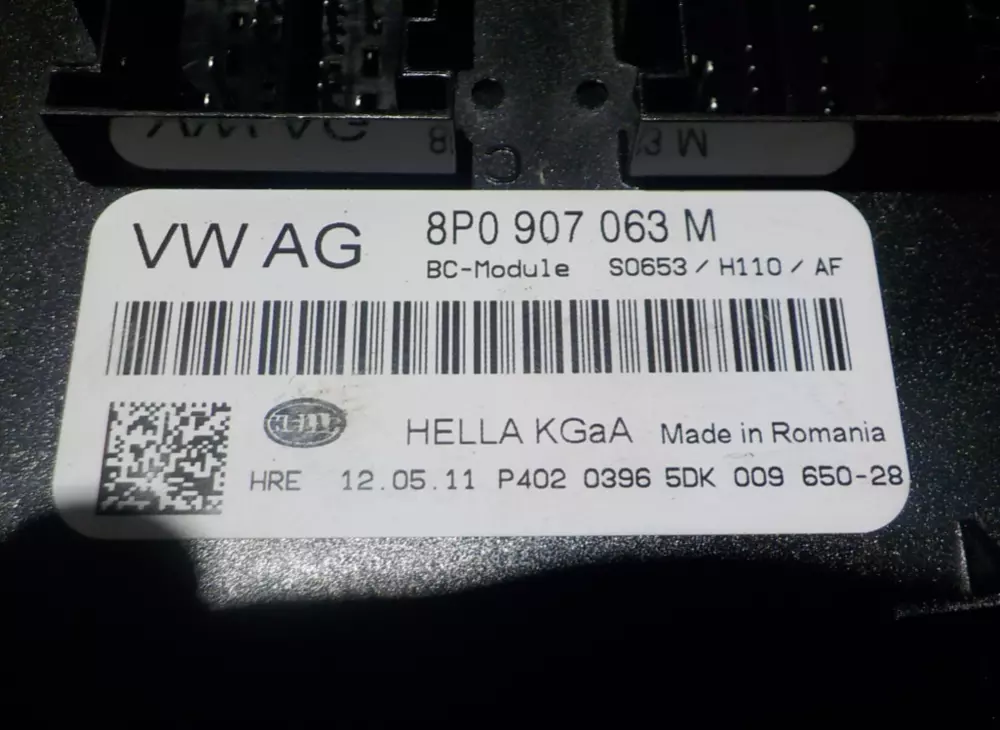 VW AG 8P0 907 063 M
BC-Module S0653 / H110 / AF
HELLA
HELLA KGaA Made in Romania
HRE 12.05.11 P402 0396 5DK 009 650-28